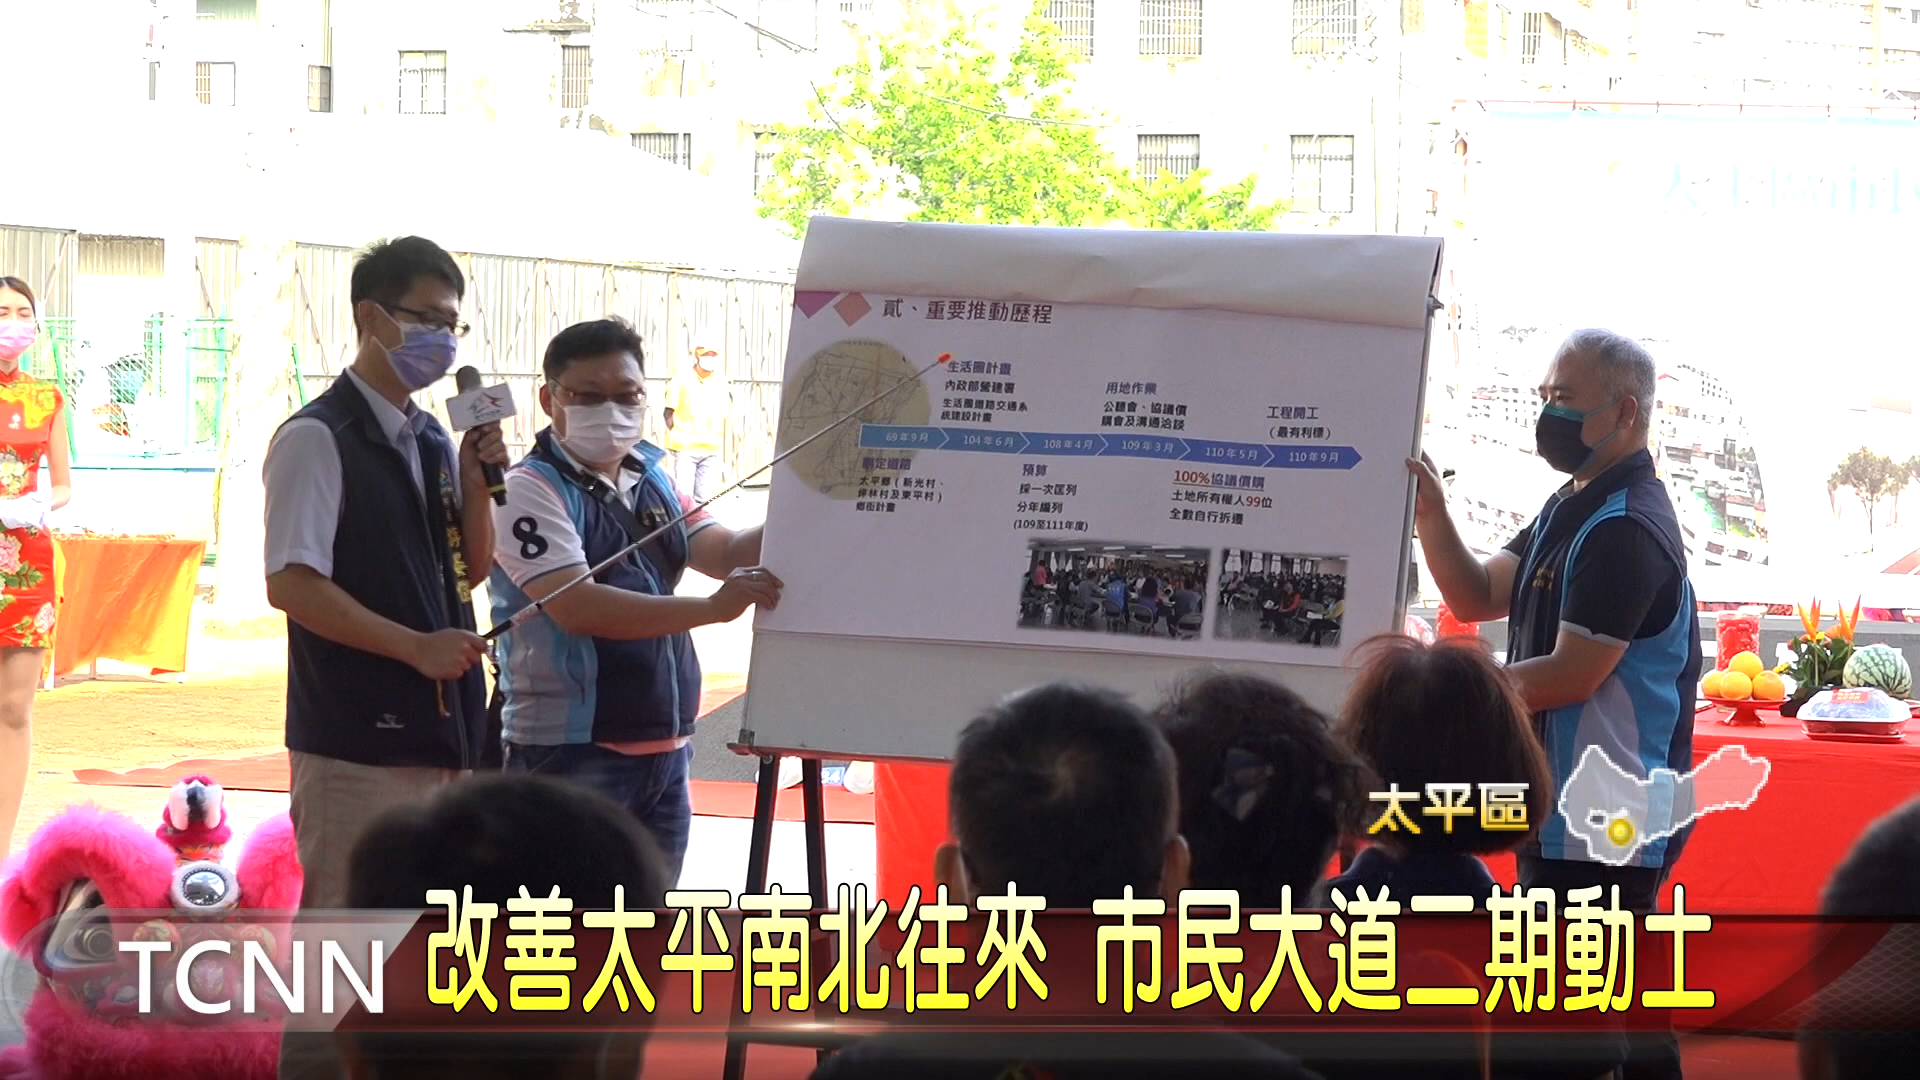 貳、重要推動歷程
生活圈計畫
內政部營建署
生活圈道路交通系
統建設計畫
用地作業
公聽會、協議價
購會及溝通洽談
工程開工
(最有利標)
69年9月
104年6月
108年4月
109年3月
110年5月
110年9月
劃定道路
太平鄉(新光村、
坪林村及東平村)
鄉街計畫
預算
採一次匡列
分年編列
(109至111年度)
100%協議價購
土地所有權人99位
全數自行拆遷
8
太平區
TCNN
改善太平南北往來 市民大道二期動土